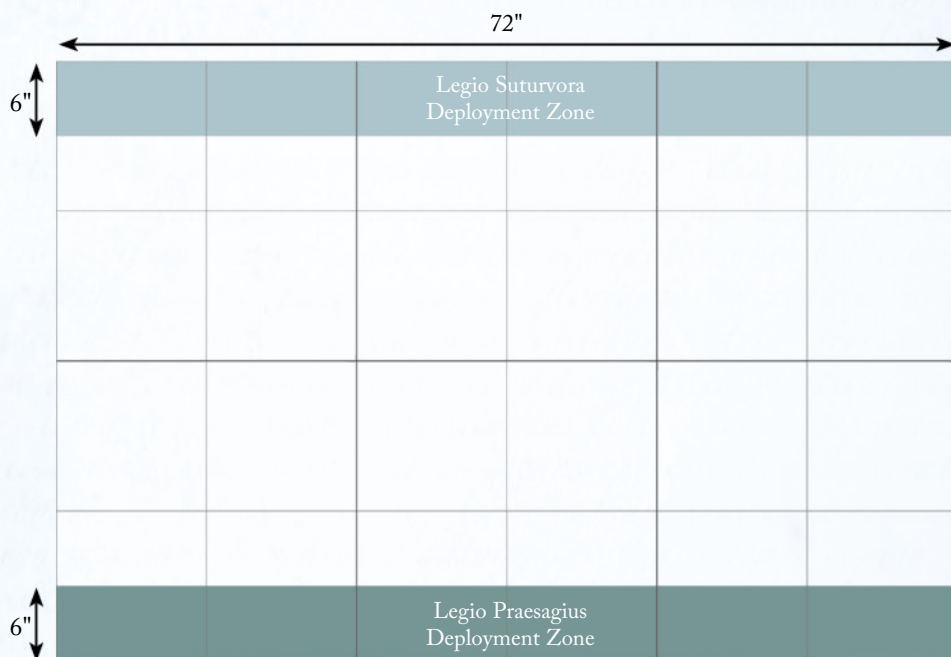 72"
6"
Legio Suturvora
Deployment Zone
6"
Legio Praesagius
Deployment Zone